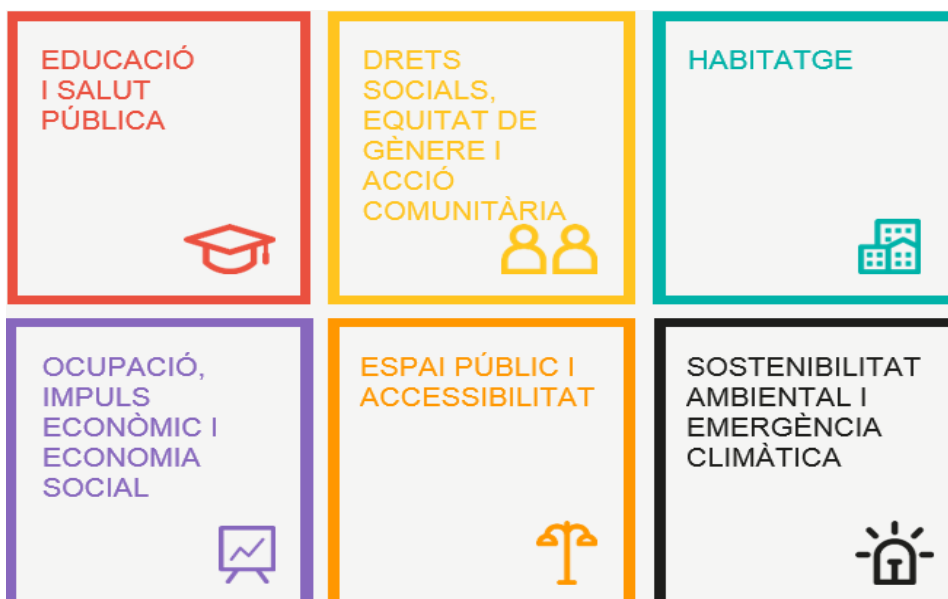 EDUCACIÓ
I SALUT
PÚBLICA
DRETS
SOCIALS,
EQUITAT DE
GÈNERE I
ACCIÓ
COMUNITÀRIA
HABITATGE
OCUPACIÓ,
IMPULS
ECONÒMIC I
ECONOMIA
SOCIAL
ESPAI PÚBLIC I
ACCESSIBILITAT
SOSTENIBILITAT
AMBIENTAL I
EMERGÈNCIA
CLIMÀTICA